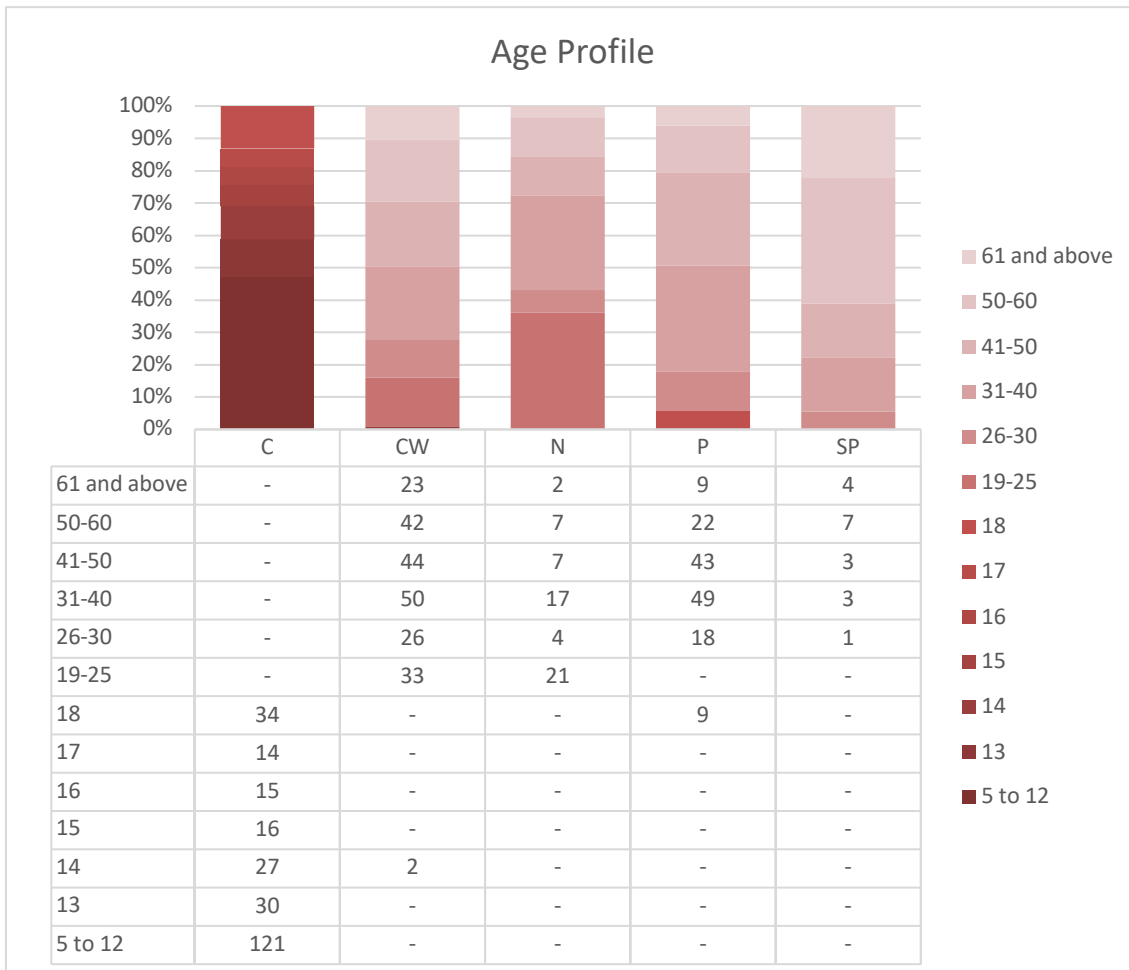 Age Profile
100%
90%
80%
70%
60%
50%
40%
30%
20%
10%
0%
C CW N P SP
61 and above - 23 2 9 4
50-60 - 42 7 22 7
41-50 - 44 7 43 3
31-40 - 50 17 49 3
26-30 - 26 4 18 1
19-25 - 33 21 - -
18 34 - - 9 -
17 14 - - - -
16 15 - - - -
15 16 - - - -
14 27 2 - - -
13 30 - - - -
5 to 12 121 - - - -
61 and above
50-60
41-50
31-40
26-30
19-25
18
17
16
15
14
13
5 to 12